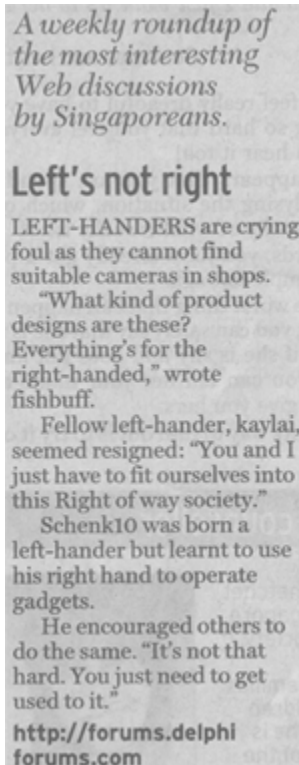 A weekly roundup of
the most interesting
Web discussions
by Singaporeans.
Left's not right
LEFT-HANDERS are crying
foul as they cannot find
suitable cameras in shops.
"What kind of product
designs are these?
Everything's for the
right-handed," wrote
fishbuff.
Fellow left-hander, kaylai,
seemed resigned: "You and I
just have to fit ourselves into
this Right of way society."
Schenk10 was born a
left-hander but learnt to use
his right hand to operate
gadgets.
He encouraged others to
do the same. "It's not that
hard. You just need to get
used to it."
http://forums.delphi
forums.com